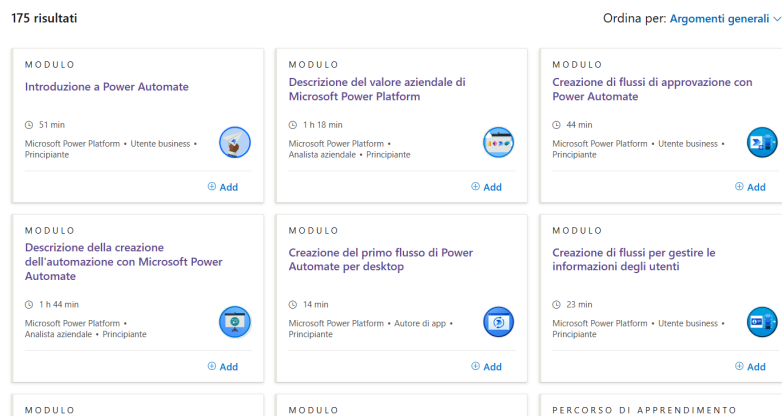 175 risultati
Ordina per: Argomenti generali
MODULO
Introduzione a Power Automate
51 min
Microsoft Power Platform • Utente business •
Principiante
Add
MODULO
Descrizione del valore aziendale di
Microsoft Power Platform
1 h 18 min
Microsoft Power Platform •
Analista aziendale • Principiante
Add
MODULO
Creazione di flussi di approvazione con
Power Automate
44 min
Microsoft Power Platform • Utente business •
Principiante
Add
MODULO
Descrizione della creazione
dell'automazione con Microsoft Power
Automate
1 h 44 min
Microsoft Power Platform •
Analista aziendale • Principiante
Add
MODULO
Creazione del primo flusso di Power
Automate per desktop
14 min
Microsoft Power Platform • Autore di app •
Principiante
Add
MODULO
Creazione di flussi per gestire le
informazioni degli utenti
23 min
Microsoft Power Platform • Utente business •
Principiante
Add
MODULO
MODULO
PERCORSO DI APPRENDIMENTO